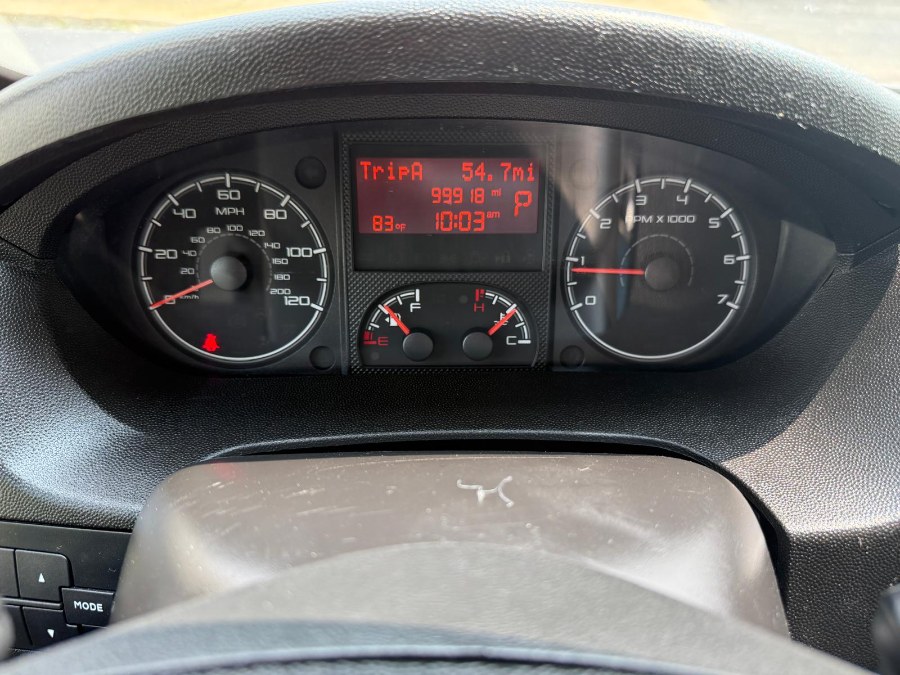 TripA 54.7mi
99918 mi
P
83°F 10:03am
0 20 40 60 80 100 120
MPH
20 40 60 80 100 120 140 160 180 200
km/h
E F
H C
0 1 2 3 4 5 6 7
RPM X 1000
MODE